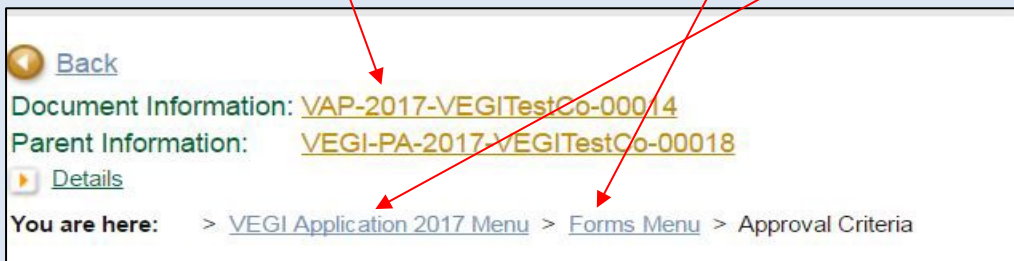 Back
Document Information: VAP-2017-VEGITestCo-00014
Parent Information: VEGI-PA-2017-VEGITestCo-00018
Details
You are here: > VEGI Application 2017 Menu > Forms Menu > Approval Criteria